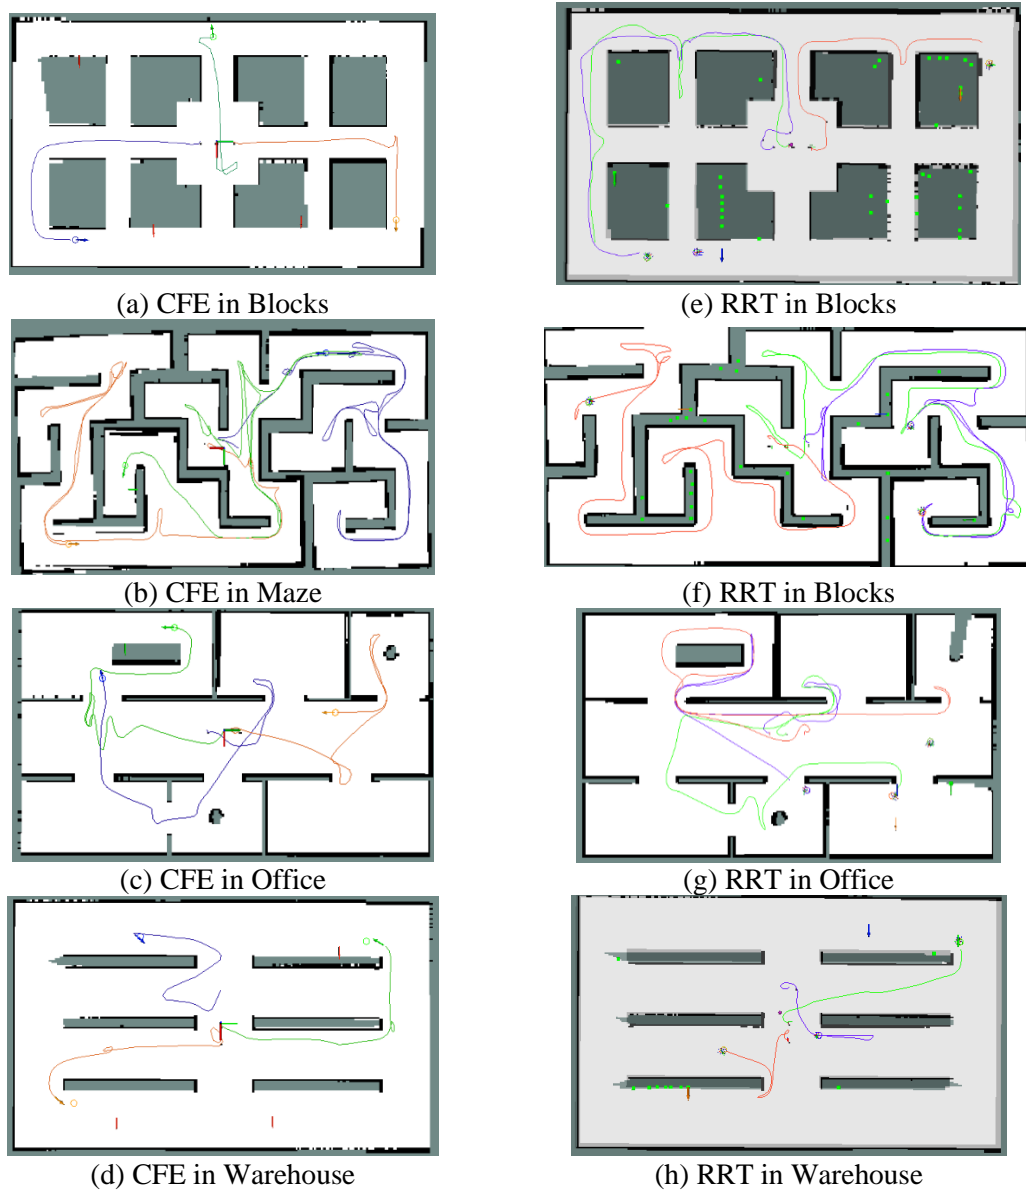 (a) CFE in Blocks
(e) RRT in Blocks
(b) CFE in Maze
(f) RRT in Blocks
(c) CFE in Office
(g) RRT in Office
(d) CFE in Warehouse
(h) RRT in Warehouse